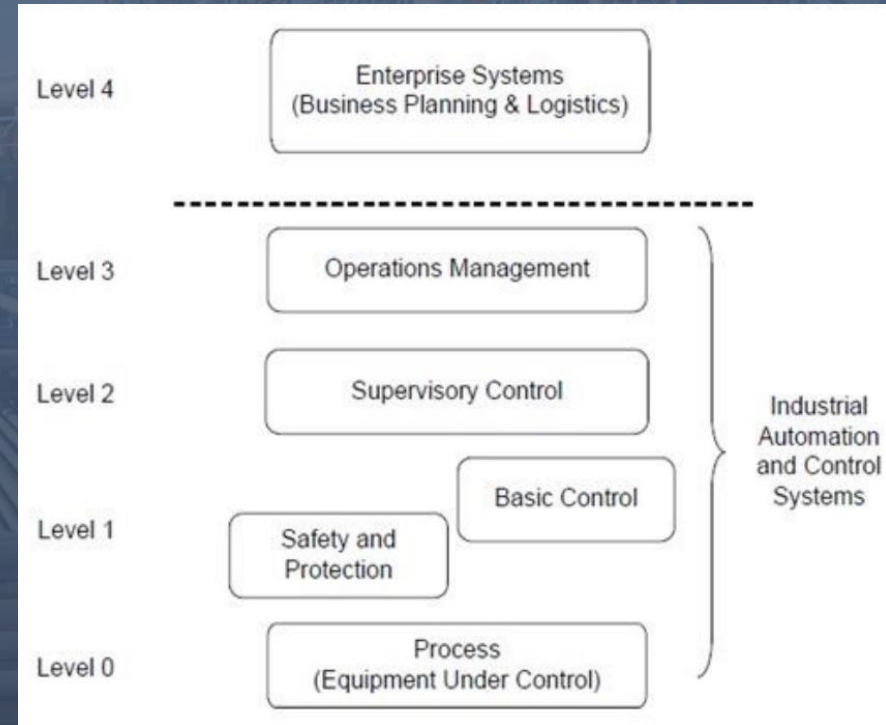 Level 4
Enterprise Systems
(Business Planning & Logistics)
Level 3
Operations Management
Level 2
Supervisory Control
Industrial
Automation
and Control
Systems
Level 1
Basic Control
Safety and
Protection
Level 0
Process
(Equipment Under Control)